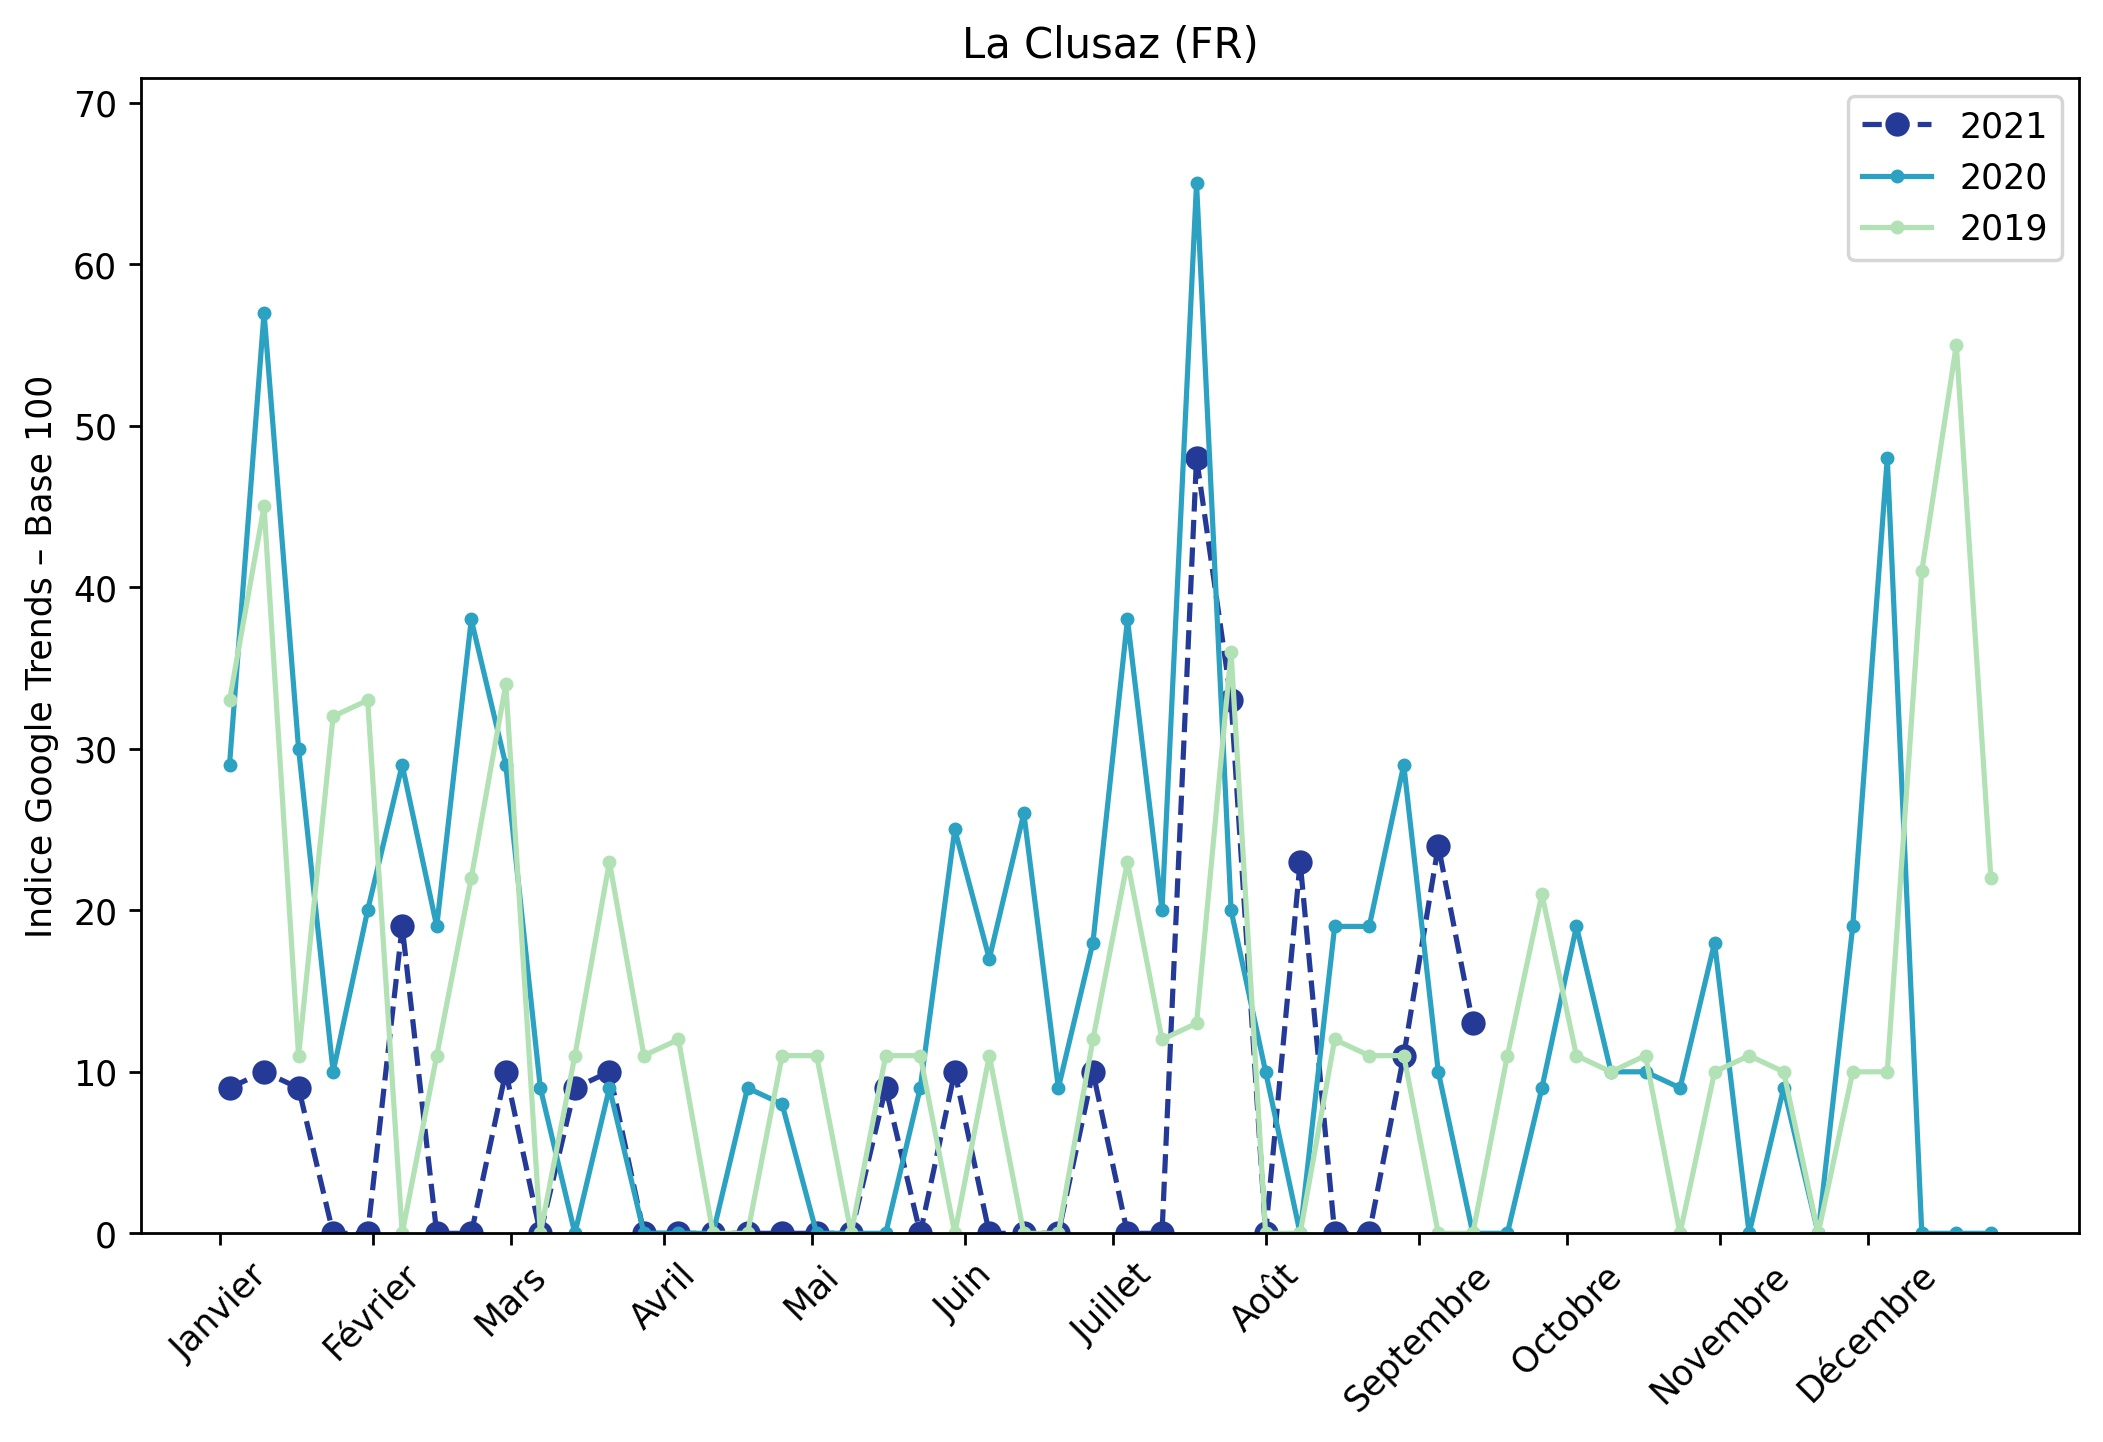 La Clusaz (FR)
70
60
50
40
30
20
10
0
Indice Google Trends – Base 100
2021
2020
2019
Janvier
Février
Mars
Avril
Mai
Juin
Juillet
Août
Septembre
Octobre
Novembre
Décembre